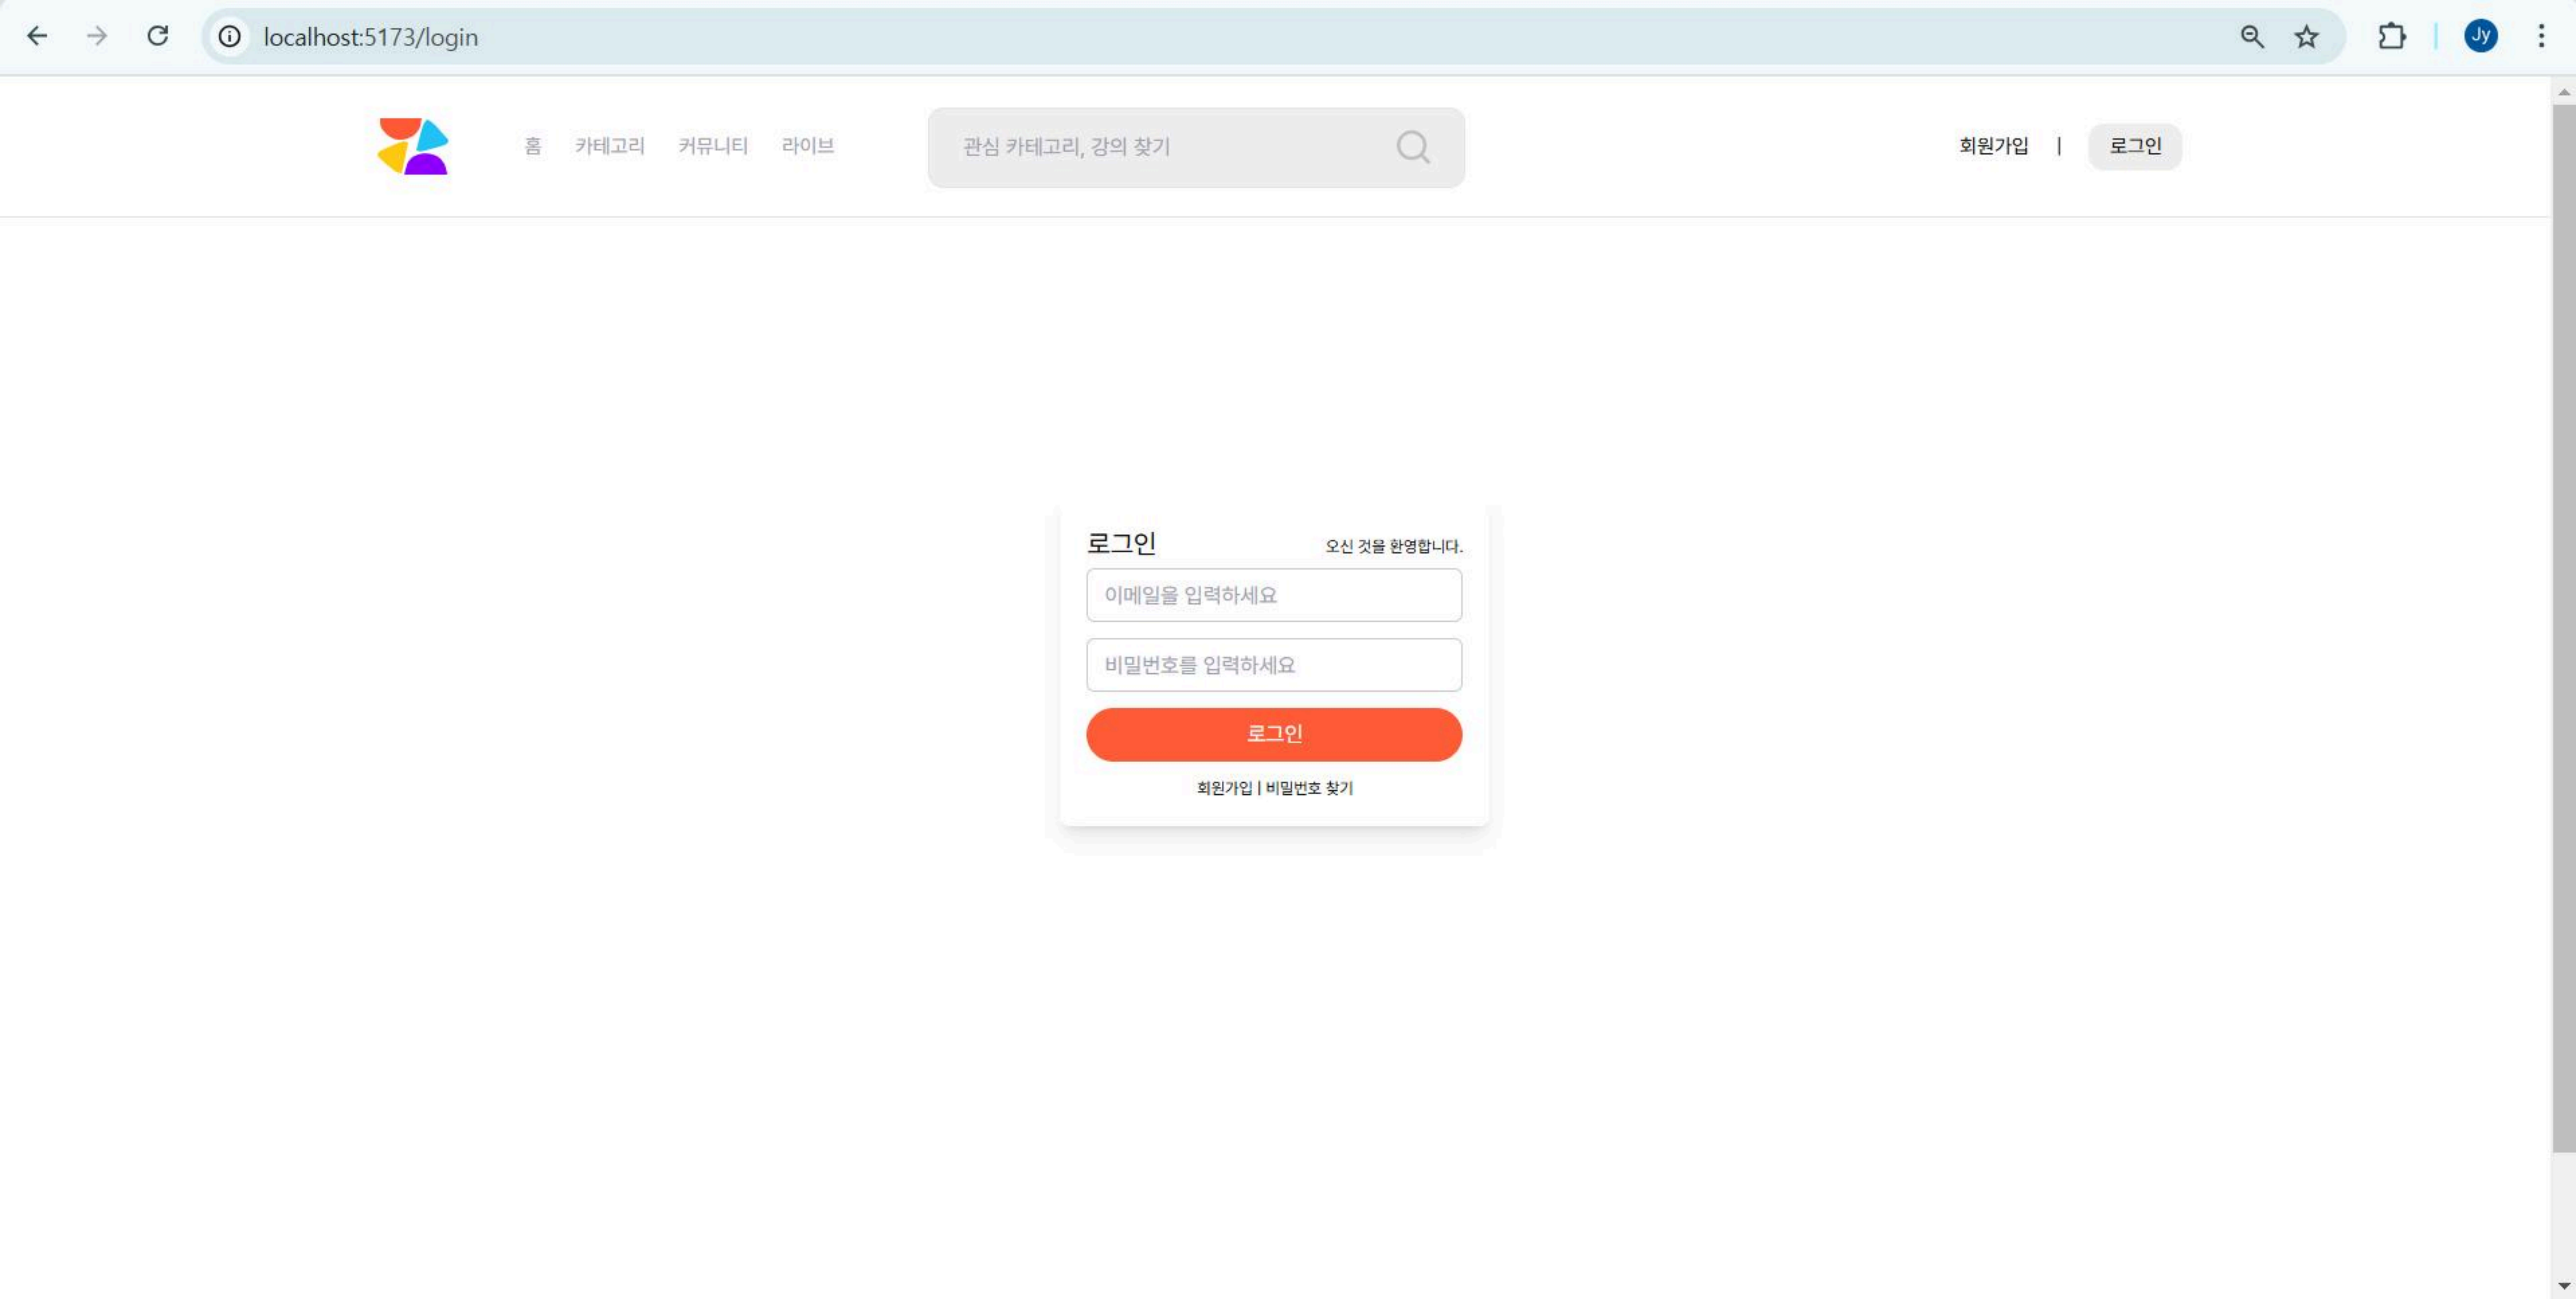 localhost:5173/login
Jy
홈 카테고리 커뮤니티 라이브 관심 카테고리, 강의 찾기 회원가입 | 로그인
로그인 오신 것을 환영합니다.
이메일을 입력하세요
비밀번호를 입력하세요
로그인
회원가입 | 비밀번호 찾기